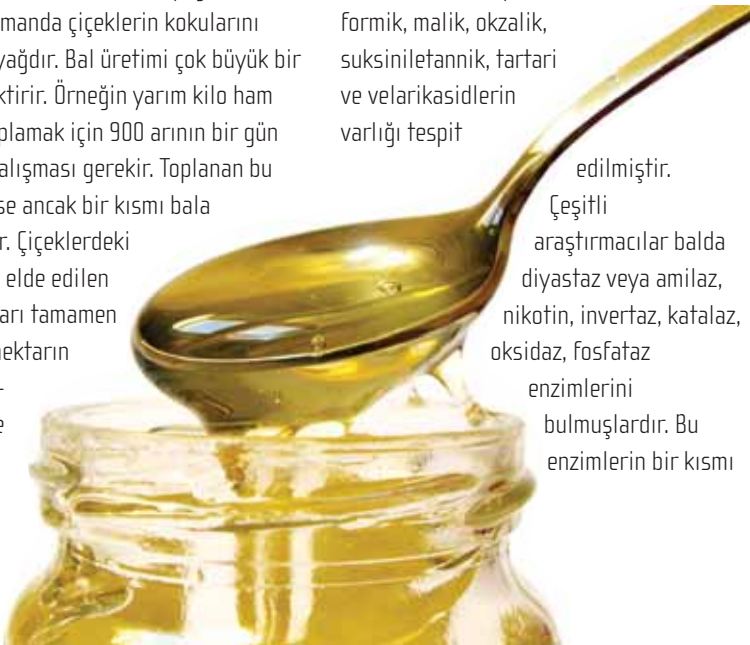 manda çiçeklerin kokularını
yağdır. Bal üretimi çok büyük bir
ktirir. Örneğin yarım kilo ham
plamak için 900 arının bir gün
alışması gerekir. Toplanan bu
se ancak bir kısmı bala
r. Çiçeklerdeki
elde edilen
arı tamamen
nektarın
-
e
formik, malik, okzalik,
suksiniletannik, tartari
ve velarikasidlerin
varlığı tespit
edilmiştir.
Çeşitli
araştırmacılar balda
diyastaz veya amilaz,
nikotin, invertaz, katalaz,
oksidaz, fosfataz
enzimlerini
bulmuşlardır. Bu
enzimlerin bir kısmı